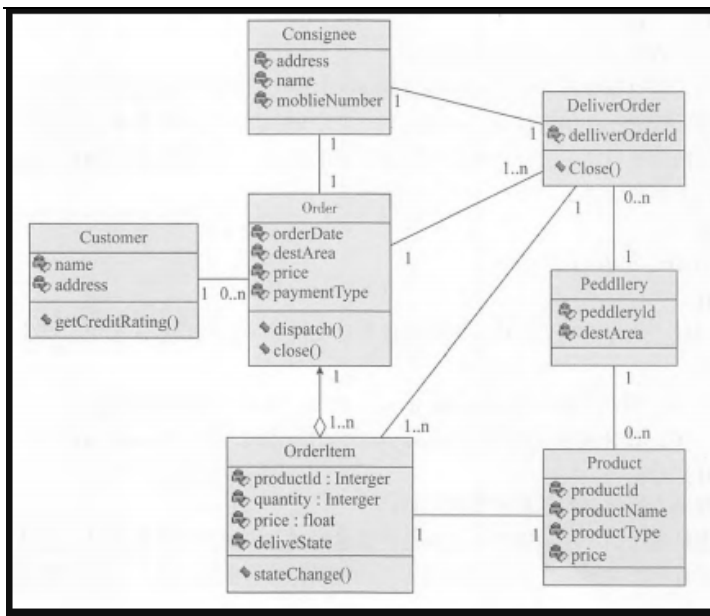 Consignee
address
name
moblieNumber
1
1
1
1
DeliverOrder
delliverOrderId
Close()
1..n
1
0..n
Order
orderDate
destArea
price
paymentType
dispatch()
close()
1
Customer
name
address
getCreditRating()
1
0..n
1
Peddllery
peddleryId
destArea
1
1
1..n
1..n
0..n
OrderItem
productId : Interger
quantity : Interger
price : float
deliveState
stateChange()
1
1
Product
productId
productName
productType
price